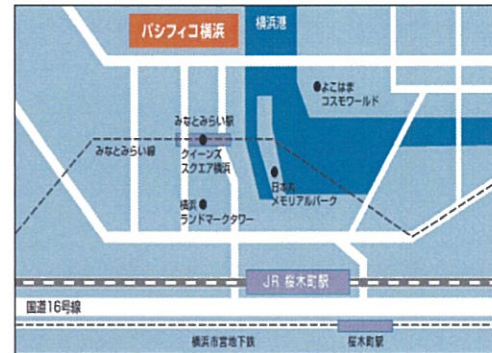 パシフィコ横浜
横浜港
よこはま
コスモワールド
みなとみらい駅
みなとみらい線
クイーンズ
スクエア横浜
日本丸
メモリアルパーク
横浜
ランドマークタワー
JR 桜木町駅
国道16号線
横浜市営地下鉄
桜木町駅